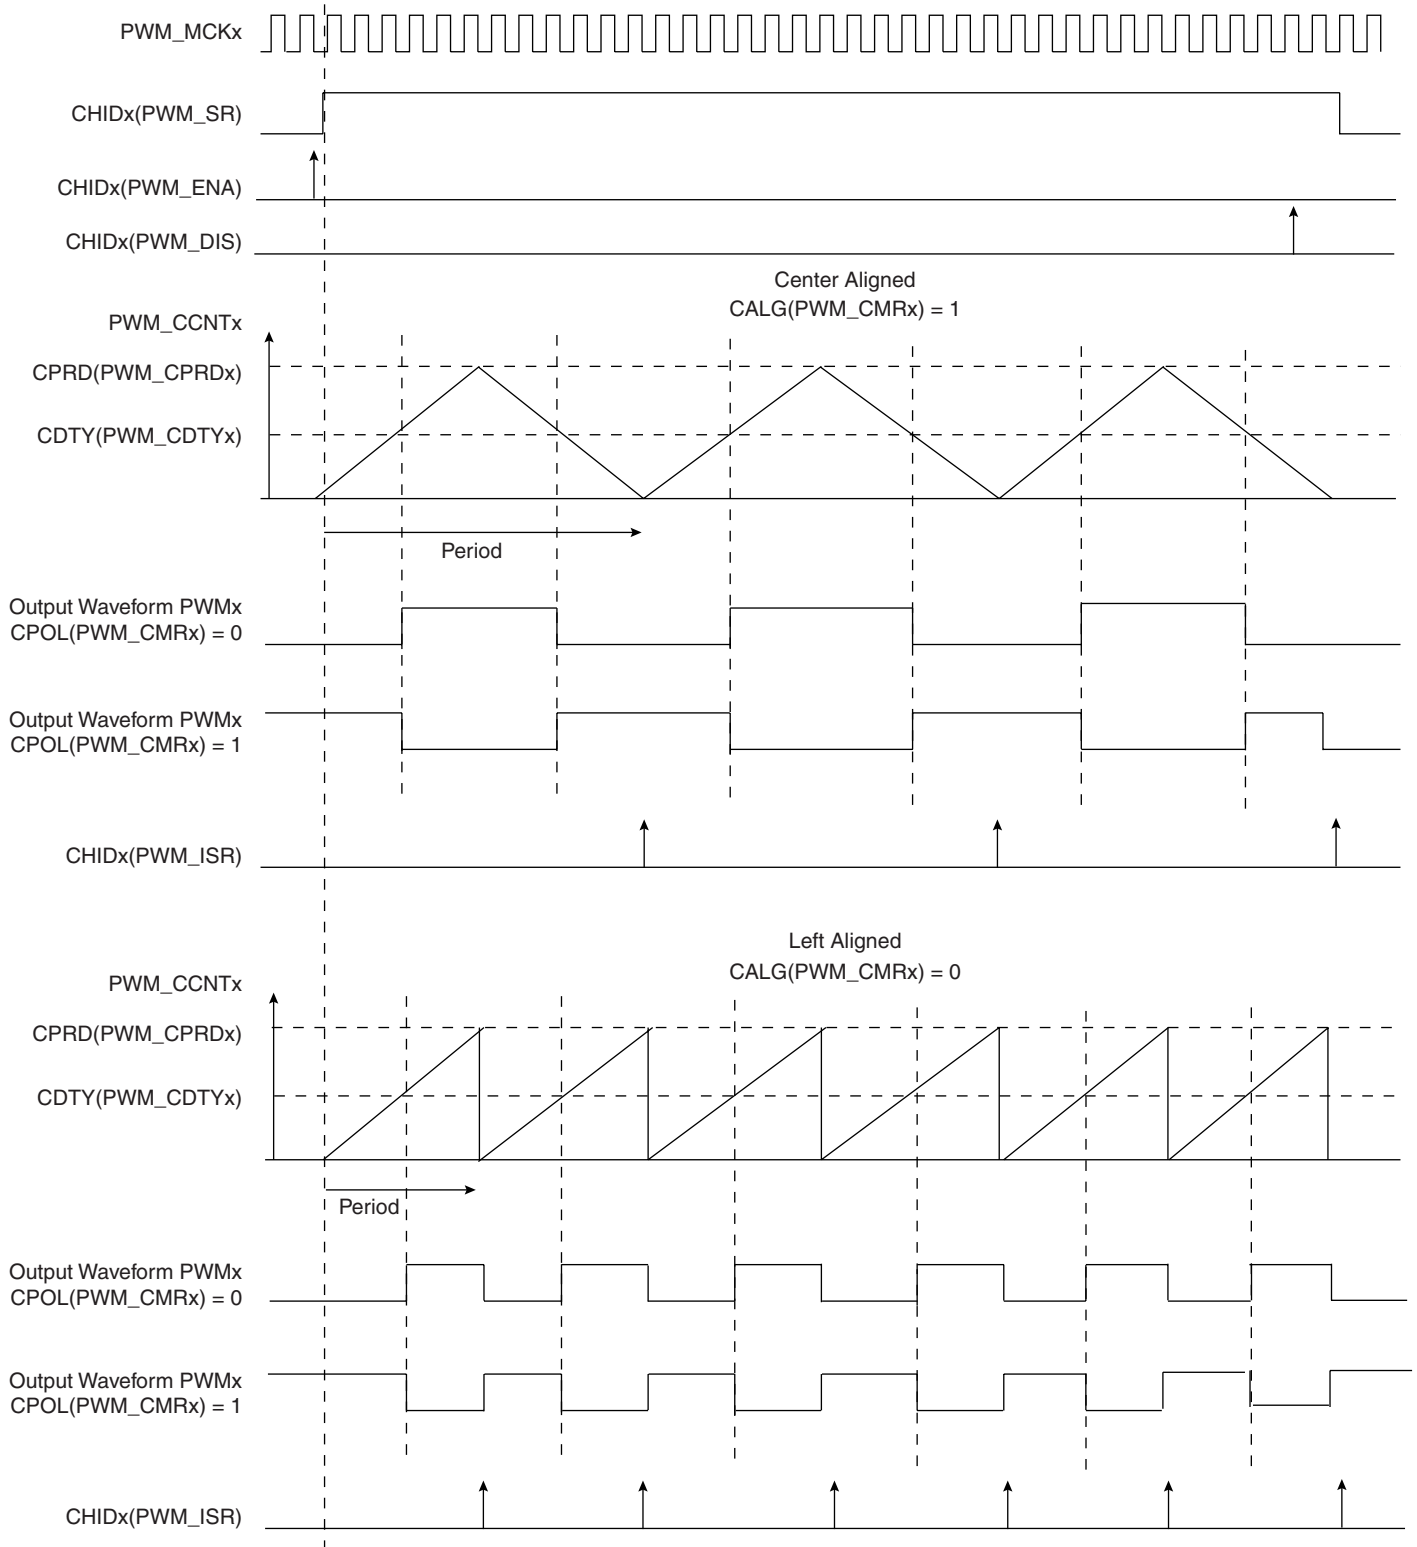 PWM_MCKx
CHIDx(PWM_SR)
CHIDx(PWM_ENA)
CHIDx(PWM_DIS)
Center Aligned
CALG(PWM_CMRx) = 1
PWM_CCNTx
CPRD(PWM_CPRDx)
CDTY(PWM_CDTYx)
Period
Output Waveform PWMx
CPOL(PWM_CMRx) = 0
Output Waveform PWMx
CPOL(PWM_CMRx) = 1
CHIDx(PWM_ISR)
Left Aligned
CALG(PWM_CMRx) = 0
PWM_CCNTx
CPRD(PWM_CPRDx)
CDTY(PWM_CDTYx)
Period
Output Waveform PWMx
CPOL(PWM_CMRx) = 0
Output Waveform PWMx
CPOL(PWM_CMRx) = 1
CHIDx(PWM_ISR)